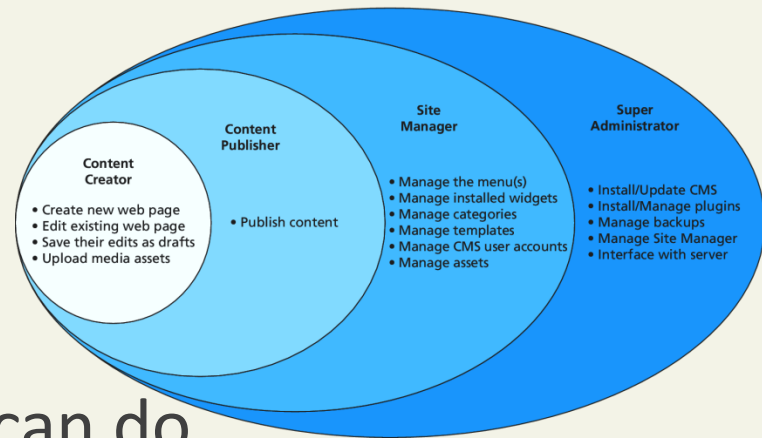 Content
Creator
• Create new web page
• Edit existing web page
• Save their edits as drafts
• Upload media assets
Content
Publisher
• Publish content
Site
Manager
• Manage the menu(s)
• Manage installed widgets
• Manage categories
• Manage templates
• Manage CMS user accounts
• Manage assets
Super
Administrator
• Install/Update CMS
• Install/Manage plugins
• Manage backups
• Manage Site Manager
• Interface with server
can do